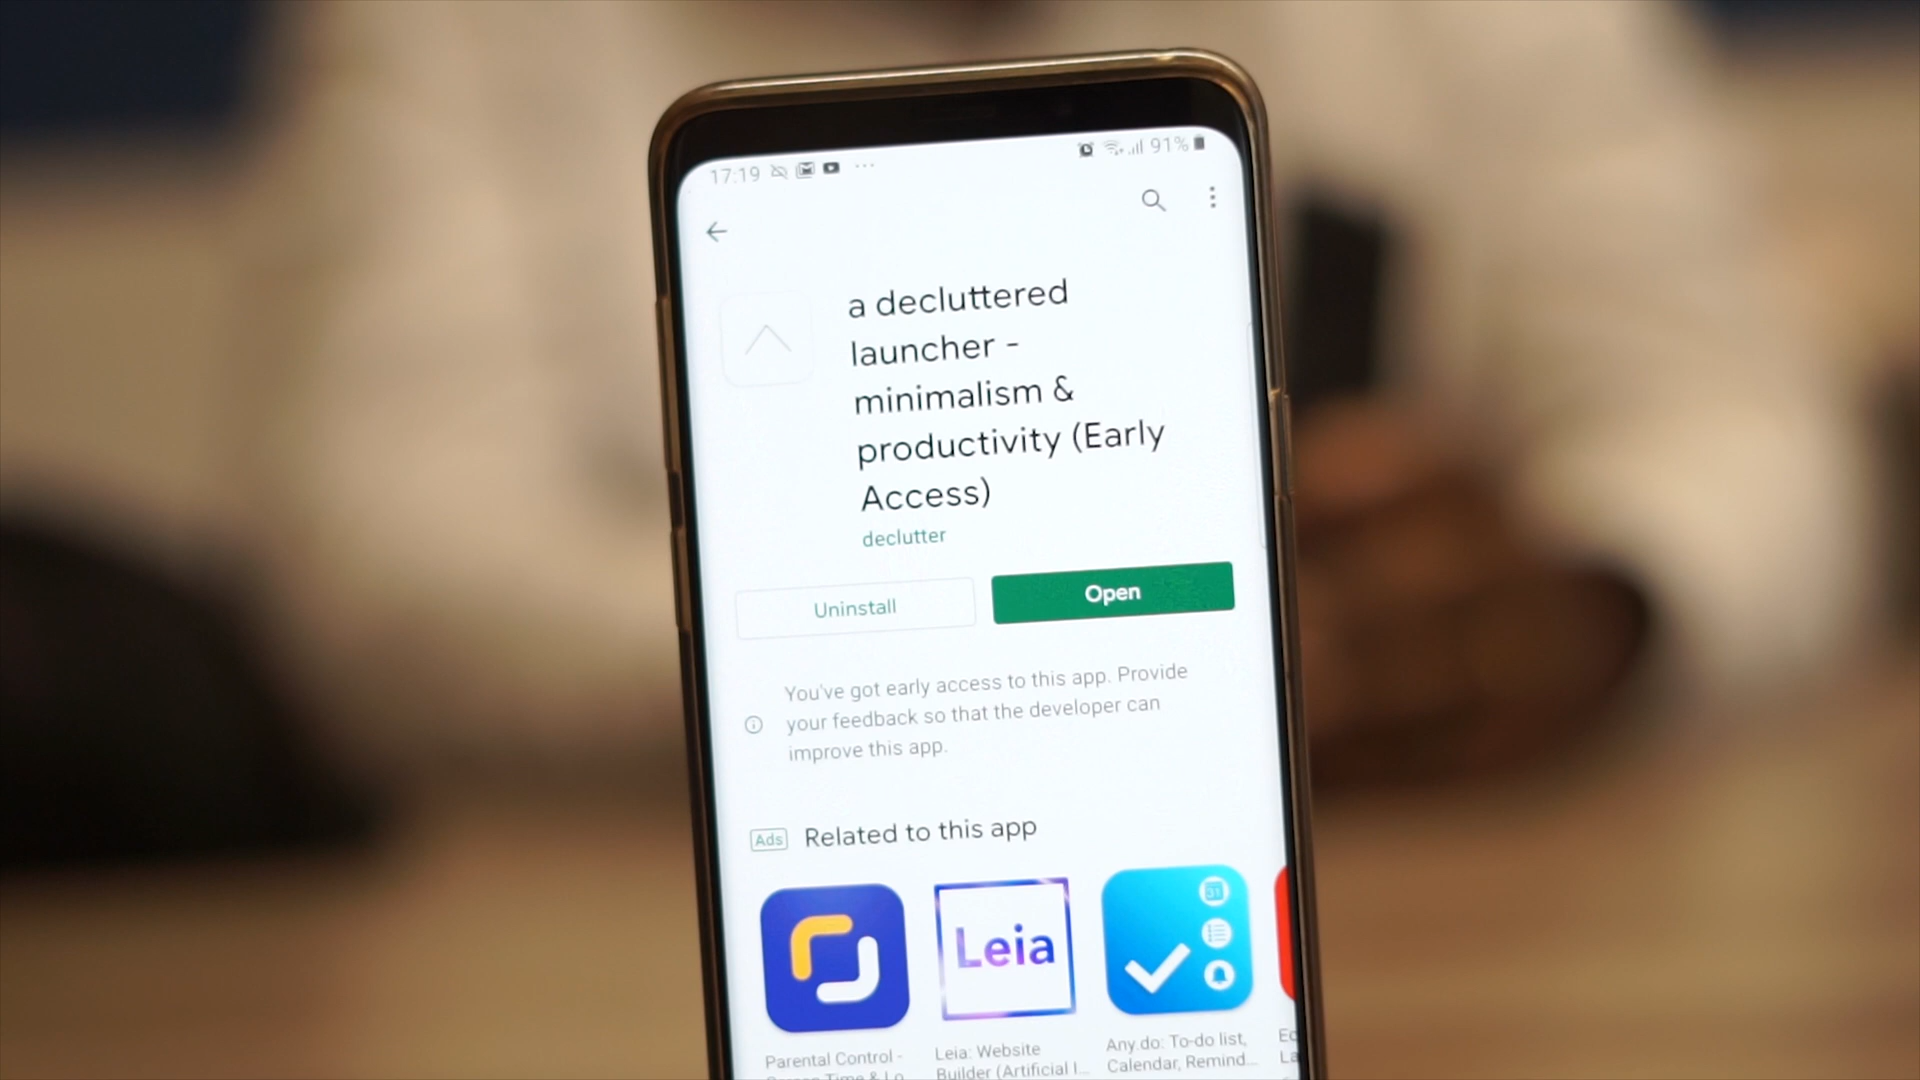 17:19 ... 91%
a decluttered
launcher -
minimalism &
productivity (Early
Access)
declutter
Uninstall
Open
You've got early access to this app. Provide
your feedback so that the developer can
improve this app.
Ads Related to this app
31
Leia
Parental Control -
Leia: Website
Builder (Artificial I...
Any.do: To-do list,
Calendar, Remind...